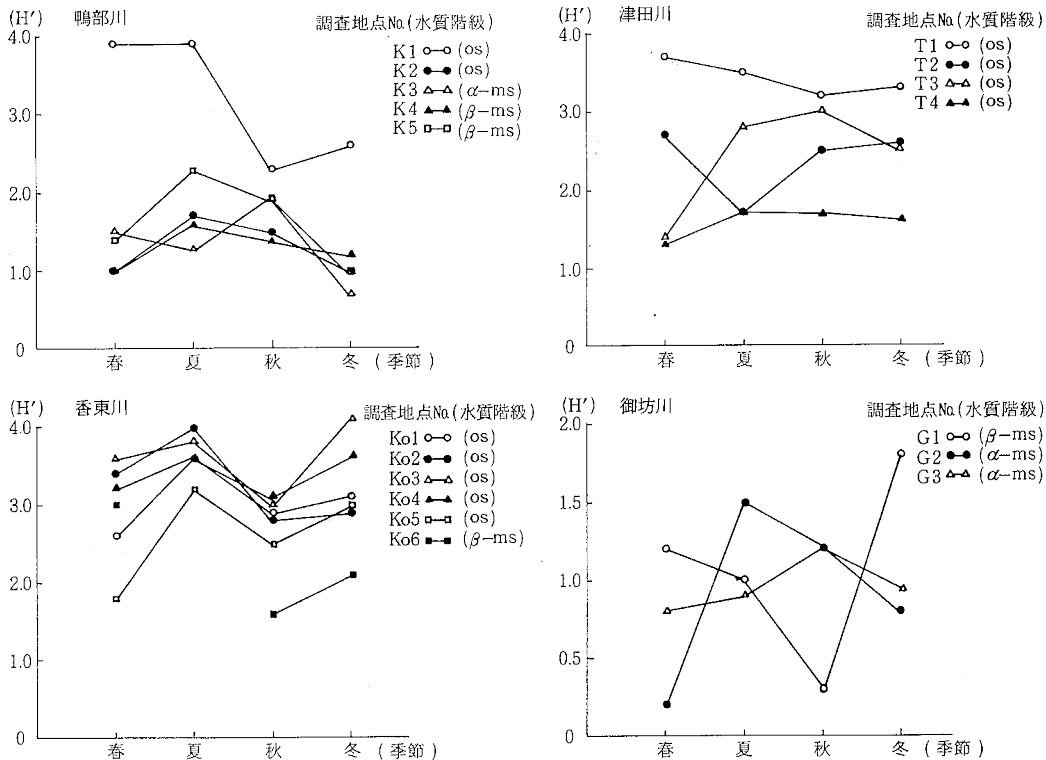 (H′) 鴨部川
調査地点No.(水質階級)
4.0
K1 (os)
K2 (os)
K3 (α-ms)
K4 (β-ms)
K5 (β-ms)
3.0
2.0
1.0
0
春 夏 秋 冬 (季節)
(H′) 津田川
調査地点No.(水質階級)
4.0
T1 (os)
T2 (os)
T3 (os)
T4 (os)
3.0
2.0
1.0
0
春 夏 秋 冬 (季節)
(H′) 香東川
調査地点No.(水質階級)
4.0
Ko1 (os)
Ko2 (os)
Ko3 (os)
Ko4 (os)
Ko5 (os)
Ko6 (β-ms)
3.0
2.0
1.0
0
春 夏 秋 冬 (季節)
(H′) 御坊川
調査地点No.(水質階級)
2.0
G1 (β-ms)
G2 (α-ms)
G3 (α-ms)
1.5
1.0
0.5
0
春 夏 秋 冬 (季節)